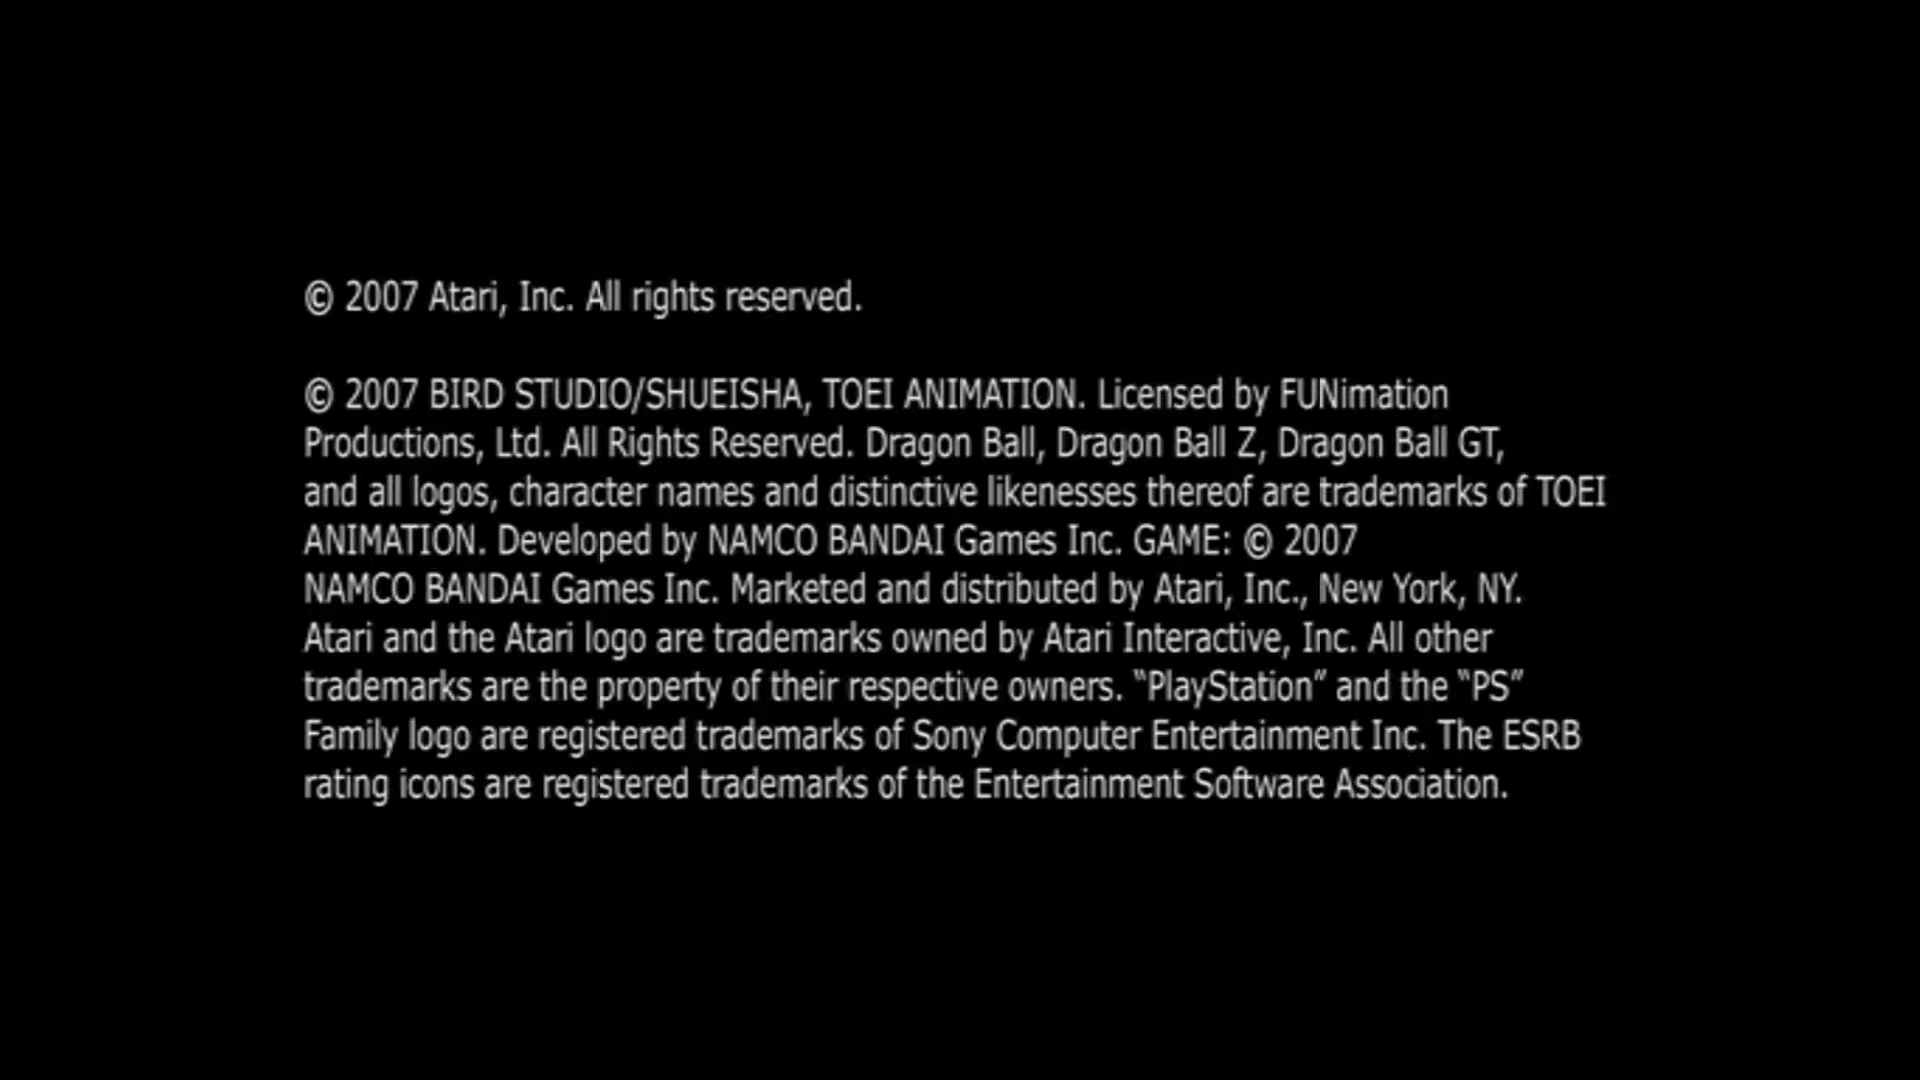 © 2007 Atari, Inc. All rights reserved.
© 2007 BIRD STUDIO/SHUEISHA, TOEI ANIMATION. Licensed by FUNimation
Productions, Ltd. All Rights Reserved. Dragon Ball, Dragon Ball Z, Dragon Ball GT,
and all logos, character names and distinctive likenesses thereof are trademarks of TOEI
ANIMATION. Developed by NAMCO BANDAI Games Inc. GAME: © 2007
NAMCO BANDAI Games Inc. Marketed and distributed by Atari, Inc., New York, NY.
Atari and the Atari logo are trademarks owned by Atari Interactive, Inc. All other
trademarks are the property of their respective owners. “PlayStation” and the “PS”
Family logo are registered trademarks of Sony Computer Entertainment Inc. The ESRB
rating icons are registered trademarks of the Entertainment Software Association.